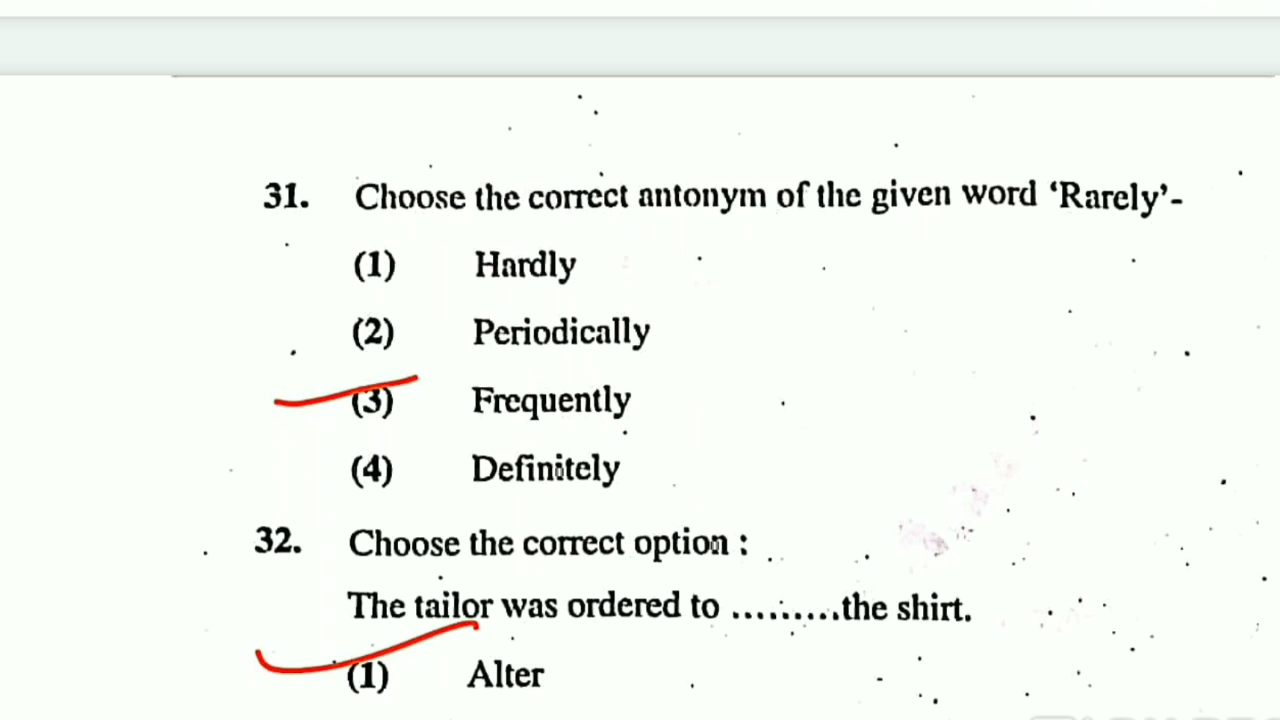 31. Choose the correct antonym of the given word ‘Rarely’-
(1) Hardly
(2) Periodically
(3) Frequently
(4) Definitely
32. Choose the correct option :
The tailor was ordered to .........the shirt.
(1) Alter